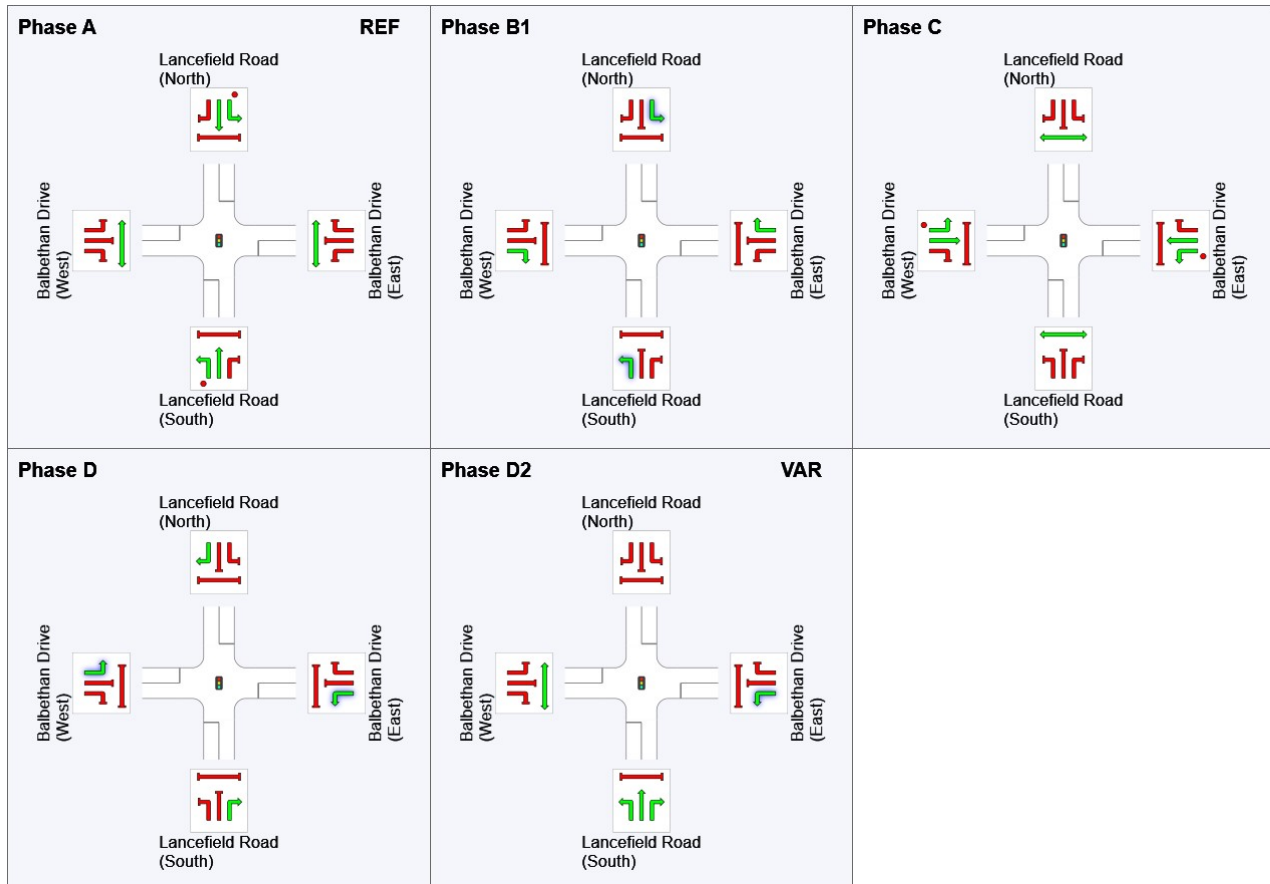 Phase A
REF
Lancefield Road
(North)
Balbethan Drive
(West)
Balbethan Drive
(East)
Lancefield Road
(South)
Phase B1
Lancefield Road
(North)
Balbethan Drive
(West)
Balbethan Drive
(East)
Lancefield Road
(South)
Phase C
Lancefield Road
(North)
Balbethan Drive
(West)
Balbethan Drive
(East)
Lancefield Road
(South)
Phase D
Lancefield Road
(North)
Balbethan Drive
(West)
Balbethan Drive
(East)
Lancefield Road
(South)
Phase D2
VAR
Lancefield Road
(North)
Balbethan Drive
(West)
Balbethan Drive
(East)
Lancefield Road
(South)